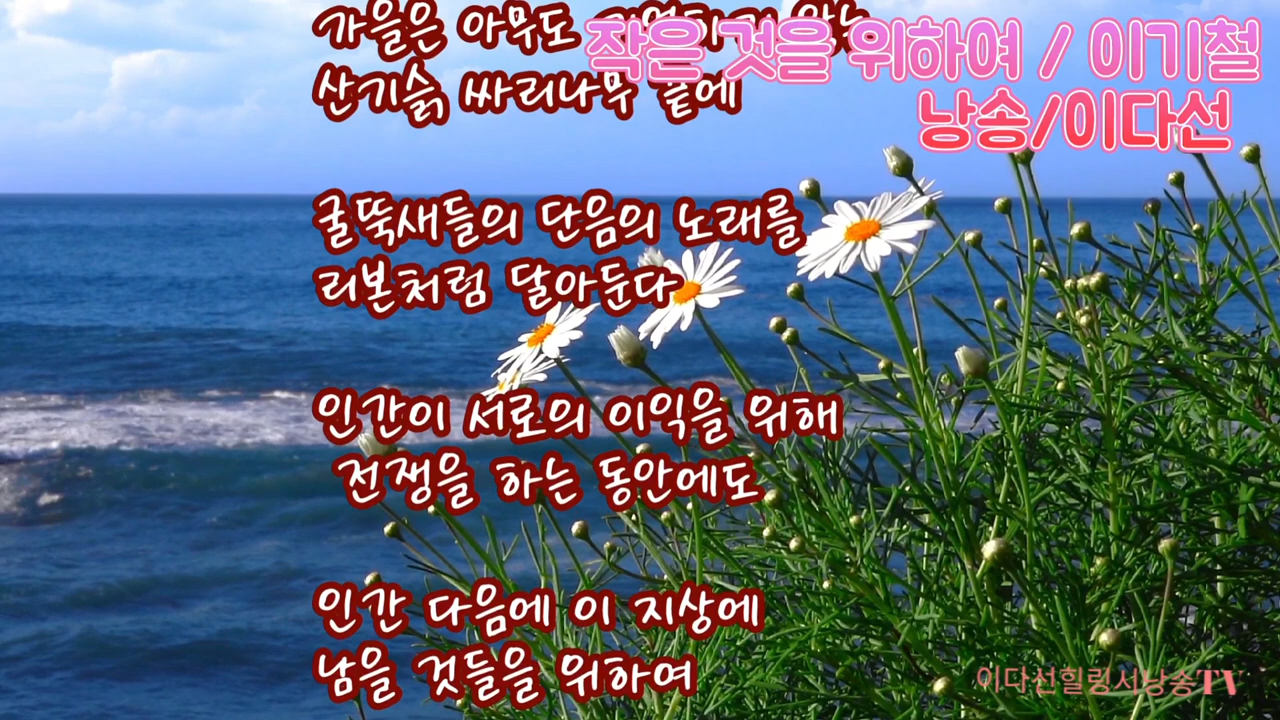 작은 것을 위하여 / 이기철
낭송/이다선
가을은 아무도
산기슭 싸리나무 끝에
굴뚝새들의 단음의 노래를
리본처럼 달아둔다
인간이 서로의 이익을 위해
전쟁을 하는 동안에도
인간 다음에 이 지상에
남을 것들을 위하여
이다선힐링시낭송TV